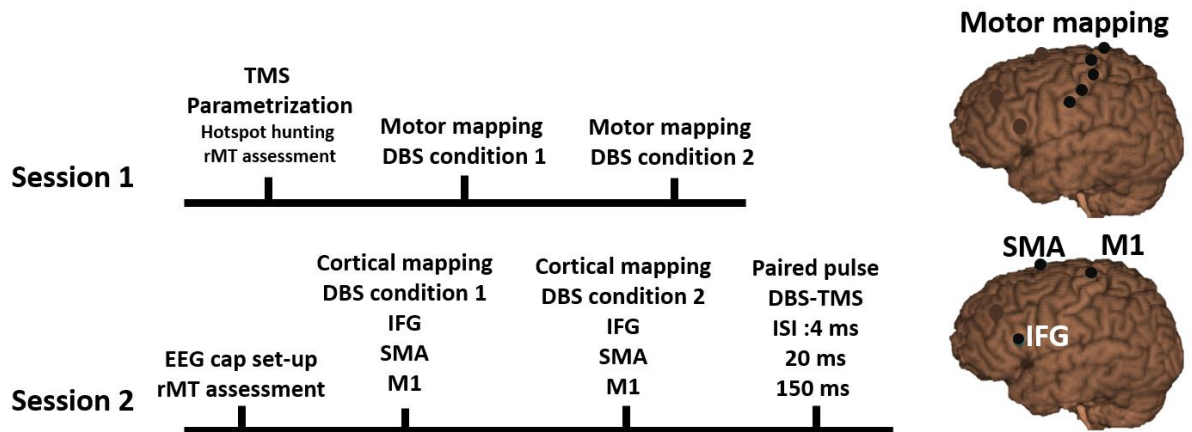 Motor mapping
TMS
Parametrization
Hotspot hunting
rMT assessment
Motor mapping
DBS condition 1
Motor mapping
DBS condition 2
Session 1
SMA
M1
IFG
Cortical mapping
DBS condition 1
IFG
SMA
M1
Cortical mapping
DBS condition 2
IFG
SMA
M1
Paired pulse
DBS-TMS
ISI :4 ms
20 ms
150 ms
EEG cap set-up
rMT assessment
Session 2